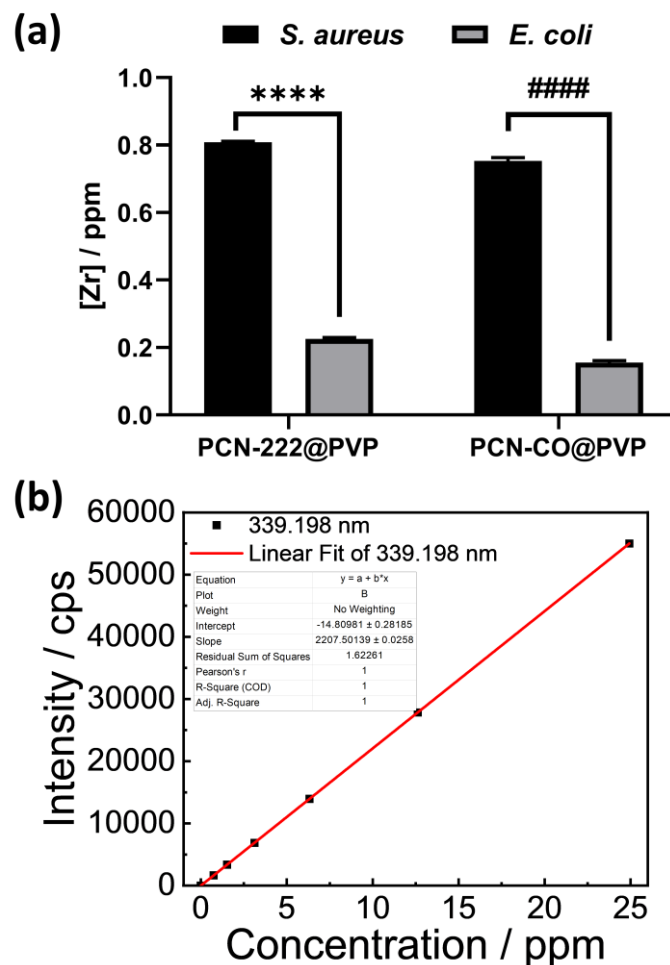 (a)
S. aureus E. coli
1.0
0.8
0.6
0.4
0.2
0.0
[Zr] / ppm
****
####
PCN-222@PVP PCN-CO@PVP
(b)
60000
50000
40000
30000
20000
10000
0
Intensity / cps
339.198 nm
Linear Fit of 339.198 nm
Equation y = a + b*x
Plot B
Weight No Weighting
Intercept -14.80981 ± 0.28185
Slope 2207.50139 ± 0.0258
Residual Sum of Squares 1.62261
Pearson's r 1
R-Square (COD) 1
Adj. R-Square 1
0 5 10 15 20 25
Concentration / ppm